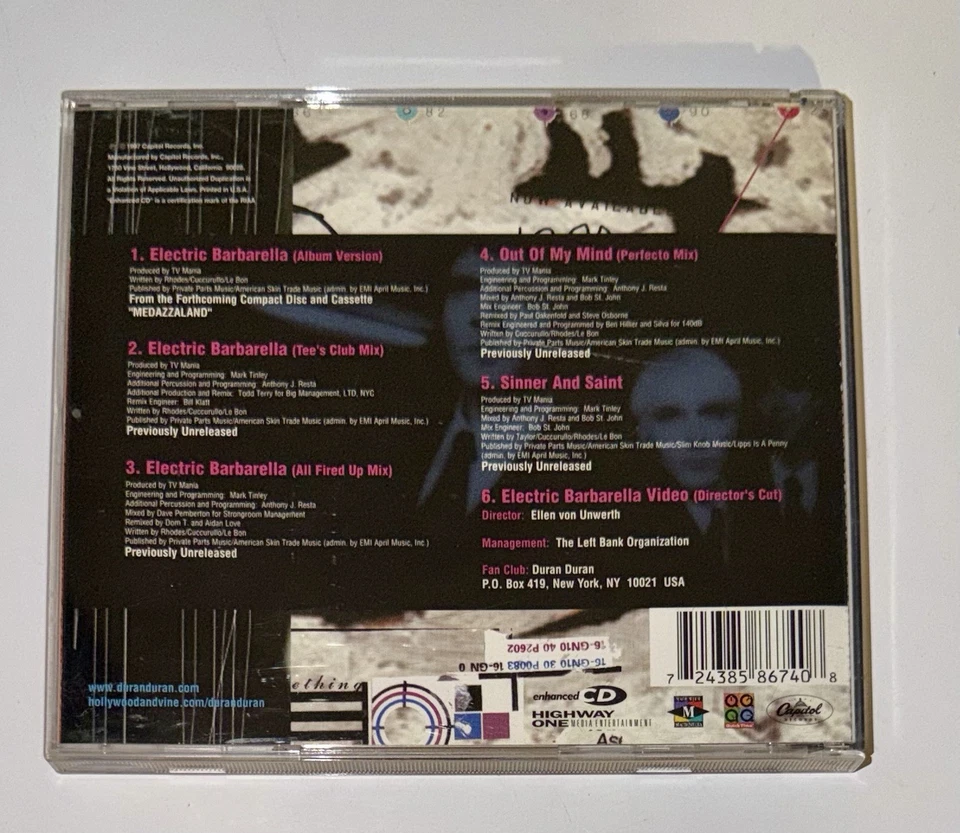 82
90
℗ © 1997 Capitol Records, Inc.
Manufactured by Capitol Records, Inc.,
1750 Vine Street, Hollywood, California 90028.
All Rights Reserved. Unauthorized Duplication is
a Violation of Applicable Laws. Printed in U.S.A.
"Enhanced CD" is a certification mark of the RIAA
NOW AVAILABLE
1. Electric Barbarella (Album Version)
Produced by TV Mania
Written by Rhodes/Cuccurullo/Le Bon
Published by Private Parts Music/American Skin Trade Music (admin. by EMI April Music, Inc.)
From the Forthcoming Compact Disc and Cassette
"MEDAZZALAND"
2. Electric Barbarella (Tee's Club Mix)
Produced by TV Mania
Engineering and Programming: Mark Tinley
Additional Percussion and Programming: Anthony J. Resta
Additional Production and Remix: Todd Terry for Big Management, LTD, NYC
Remix Engineer: Bill Klatt
Written by Rhodes/Cuccurullo/Le Bon
Published by Private Parts Music/American Skin Trade Music (admin. by EMI April Music, Inc.)
Previously Unreleased
3. Electric Barbarella (All Fired Up Mix)
Produced by TV Mania
Engineering and Programming: Mark Tinley
Additional Percussion and Programming: Anthony J. Resta
Mixed by Dave Pemberton for Strongroom Management
Remixed by Dom T. and Aidan Love
Written by Rhodes/Cuccurullo/Le Bon
Published by Private Parts Music/American Skin Trade Music (admin. by EMI April Music, Inc.)
Previously Unreleased
4. Out Of My Mind (Perfecto Mix)
Produced by TV Mania
Engineering and Programming: Mark Tinley
Additional Percussion and Programming: Anthony J. Resta
Mixed by Anthony J. Resta and Bob St. John
Mix Engineer: Bob St. John
Remixed by Paul Oakenfold and Steve Osborne
Remix Engineered and Programmed by Ben Hillier and Silva for 140dB
Written by Cuccurullo/Rhodes/Le Bon
Published by Private Parts Music/American Skin Trade Music (admin. by EMI April Music, Inc.)
Previously Unreleased
5. Sinner And Saint
Produced by TV Mania
Engineering and Programming: Mark Tinley
Mixed by Anthony J. Resta and Bob St. John
Mix Engineer: Bob St. John
Written by Taylor/Cuccurullo/Rhodes/Le Bon
Published by Private Parts Music/American Skin Trade Music/Slim Knob Music/Lipps Is A Penny
(admin. by EMI April Music, Inc.)
Previously Unreleased
6. Electric Barbarella Video (Director's Cut)
Director: Ellen von Unwerth
Management: The Left Bank Organization
Fan Club: Duran Duran
P.O. Box 419, New York, NY 10021 USA
16-GN10 40 P2602
16-GN10 30 P0083 16-GN 0
ething
www.duranduran.com
hollywoodandvine.com/duranduran
7 24385 86740 8
enhanced CD
HIGHWAY
ONE MEDIA ENTERTAINMENT
M
QuickTime
Capitol
RECORDS